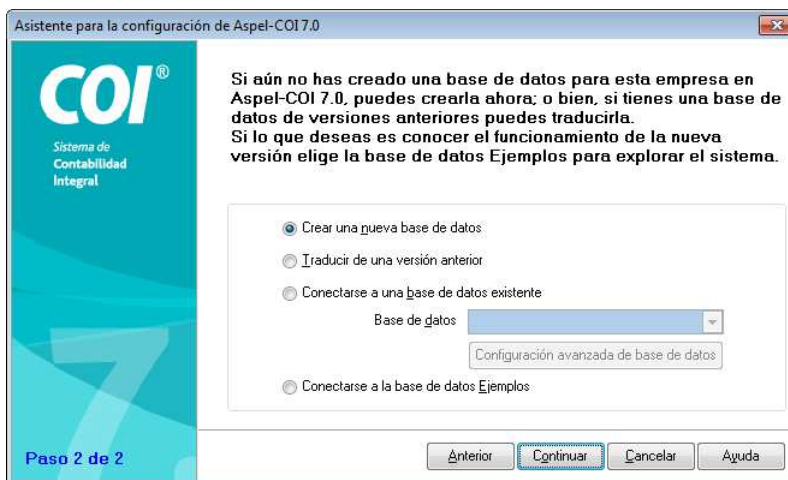 Asistente para la configuración de Aspel-COI 7.0
COI®
Sistema de
Contabilidad
Integral
Si aún no has creado una base de datos para esta empresa en
Aspel-COI 7.0, puedes crearla ahora; o bien, si tienes una base de
datos de versiones anteriores puedes traducirla.
Si lo que deseas es conocer el funcionamiento de la nueva
versión elige la base de datos Ejemplos para explorar el sistema.
Crear una nueva base de datos
Traducir de una versión anterior
Conectarse a una base de datos existente
Base de datos
Configuración avanzada de base de datos
Conectarse a la base de datos Ejemplos
7.
Paso 2 de 2
Anterior Continuar Cancelar Ayuda